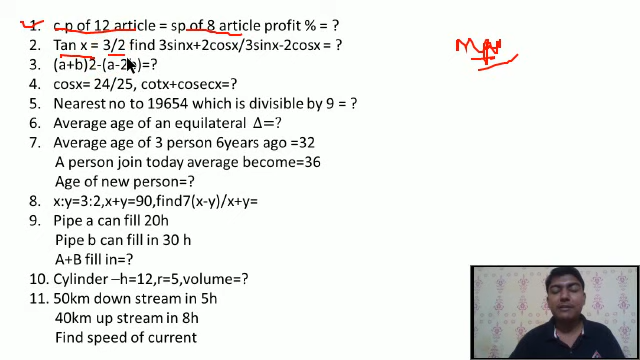 1. c.p of 12 article = sp of 8 article profit % = ?
2. Tan x = 3/2 find 3sinx+2cosx/3sinx-2cosx = ?
3. (a+b)2-(a-2e)=?
4. cosx= 24/25, cotx+cosecx=?
5. Nearest no to 19654 which is divisible by 9 = ?
6. Average age of an equilateral Δ=?
7. Average age of 3 person 6years ago =32
A person join today average become=36
Age of new person=?
8. x:y=3:2,x+y=90,find7(x-y)/x+y=
9. Pipe a can fill 20h
Pipe b can fill in 30 h
A+B fill in=?
10. Cylinder –h=12,r=5,volume=?
11. 50km down stream in 5h
40km up stream in 8h
Find speed of current